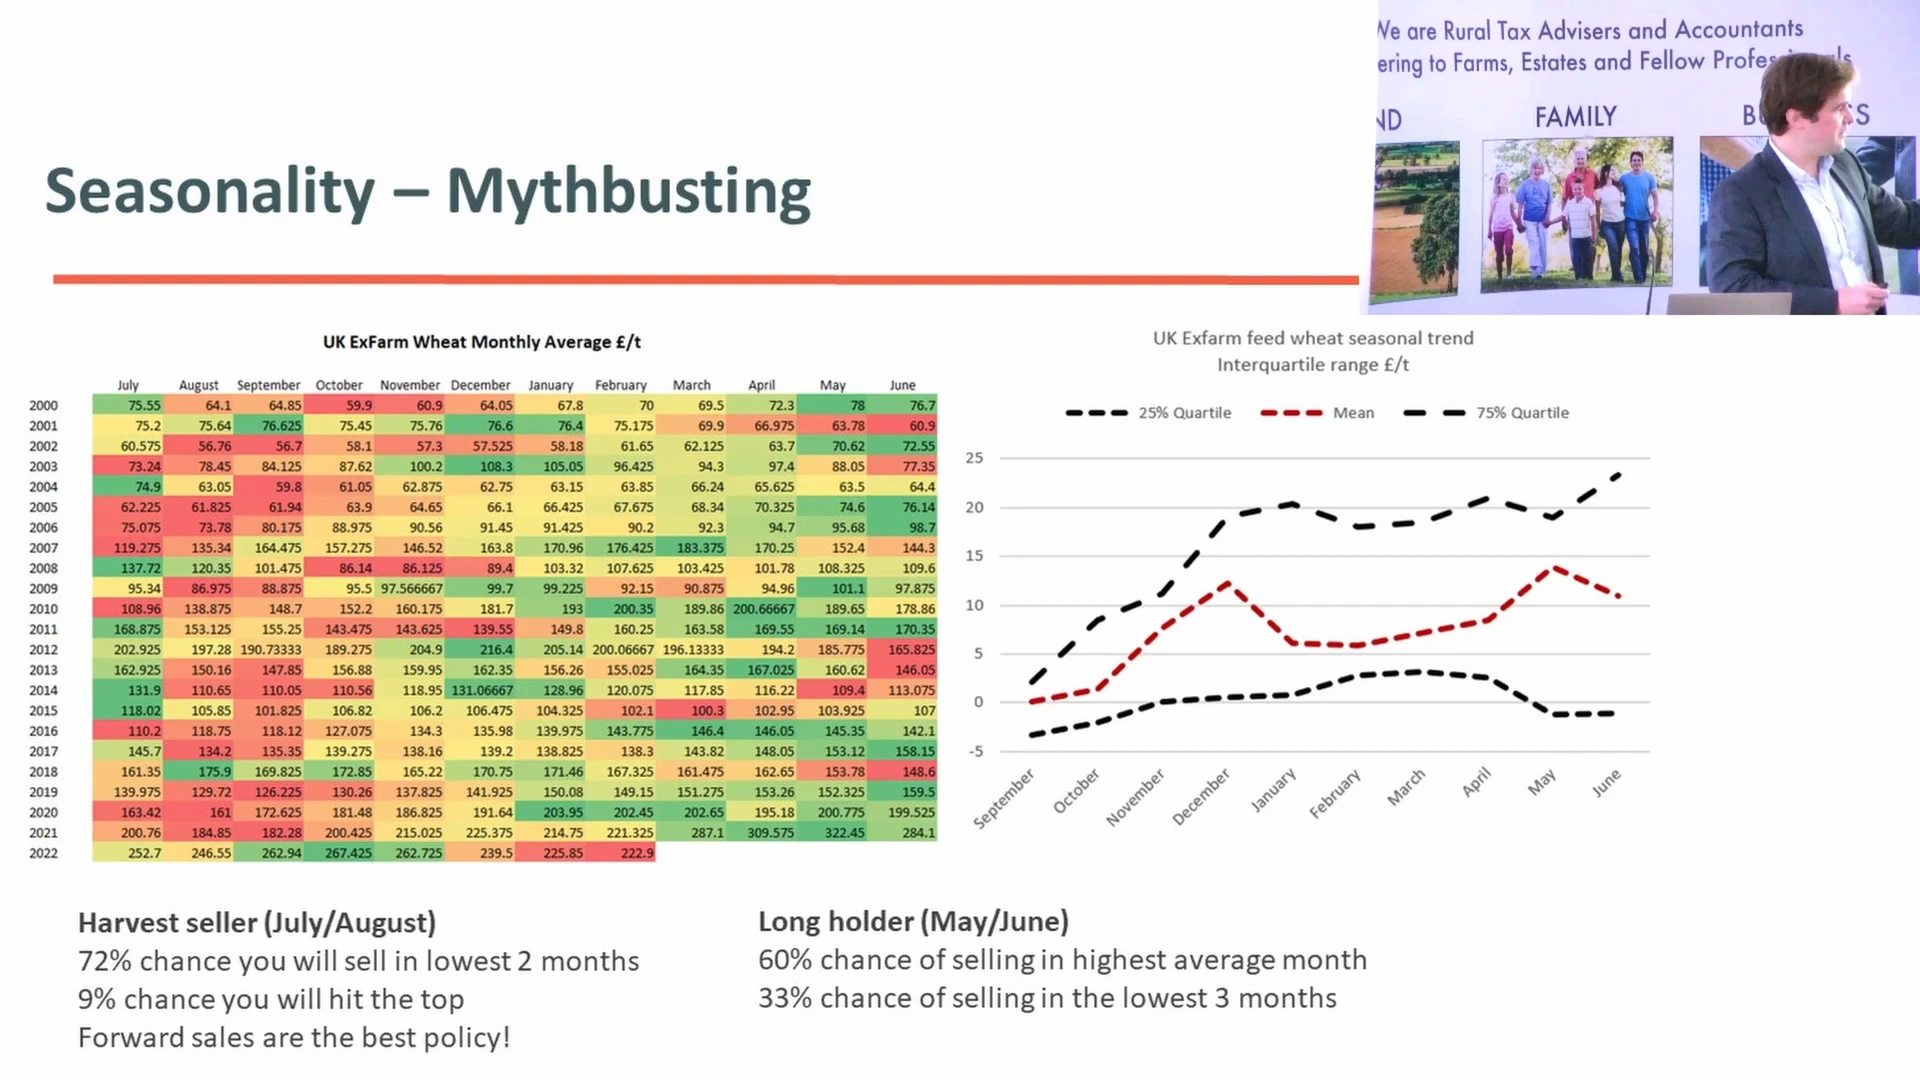 We are Rural Tax Advisers and Accountants
ering to Farms, Estates and Fellow Professionals
ND
FAMILY
B S
Seasonality – Mythbusting
UK ExFarm Wheat Monthly Average £/t
July August September October November December January February March April May June
2000 75.55 64.1 64.85 59.9 60.9 64.05 67.8 70 69.5 72.3 78 76.7
2001 75.2 75.64 76.625 75.45 75.76 76.6 76.4 75.175 69.9 66.975 63.78 60.9
2002 60.575 56.76 56.7 58.1 57.3 57.525 58.18 61.65 62.125 63.7 70.62 72.55
2003 73.24 78.45 84.125 87.62 100.2 108.3 105.05 96.425 94.3 97.4 88.05 77.35
2004 74.9 63.05 59.8 61.05 62.875 62.75 63.15 63.85 66.24 65.625 63.5 64.4
2005 62.225 61.825 61.94 63.9 64.65 66.1 66.425 67.675 68.34 70.325 74.6 76.14
2006 75.075 73.78 80.175 88.975 90.56 91.45 91.425 90.2 92.3 94.7 95.68 98.7
2007 119.275 135.34 164.475 157.275 146.52 163.8 170.96 176.425 183.375 170.25 152.4 144.3
2008 137.72 120.35 101.475 86.14 86.125 89.4 103.32 107.625 103.425 101.78 108.325 109.6
2009 95.34 86.975 88.875 95.5 97.566667 99.7 99.225 92.15 90.875 94.96 101.1 97.875
2010 108.96 138.875 148.7 152.2 160.175 181.7 193 200.35 189.86 200.66667 189.65 178.86
2011 168.875 153.125 155.25 143.475 143.625 139.55 149.8 160.25 163.58 169.55 169.14 170.35
2012 202.925 197.28 190.73333 189.275 204.9 216.4 205.14 200.06667 196.13333 194.2 185.775 165.825
2013 162.925 150.16 147.85 156.88 159.95 162.35 156.26 155.025 164.35 167.025 160.62 146.05
2014 131.9 110.65 110.05 110.56 118.95 131.06667 128.96 120.075 117.85 116.22 109.4 113.075
2015 118.02 105.85 101.825 106.82 106.2 106.475 104.325 102.1 100.3 102.95 103.925 107
2016 110.2 118.75 118.12 127.075 134.3 135.98 139.975 143.775 146.4 146.05 145.35 142.1
2017 145.7 134.2 135.35 139.275 138.16 139.2 138.825 138.3 143.82 148.05 153.12 158.15
2018 161.35 175.9 169.825 172.85 165.22 170.75 171.46 167.325 161.475 162.65 153.78 148.6
2019 139.975 129.72 126.225 130.26 137.825 141.925 150.08 149.15 151.275 153.26 152.325 159.5
2020 163.42 161 172.625 181.48 186.825 191.64 203.95 202.45 202.65 195.18 200.775 199.525
2021 200.76 184.85 182.28 200.425 215.025 225.375 214.75 221.325 287.1 309.575 322.45 284.1
2022 252.7 246.55 262.94 267.425 262.725 239.5 225.85 222.9
UK Exfarm feed wheat seasonal trend
Interquartile range £/t
25% Quartile Mean 75% Quartile
25
20
15
10
5
0
-5
September October November December January February March April May June
Harvest seller (July/August)
72% chance you will sell in lowest 2 months
9% chance you will hit the top
Forward sales are the best policy!
Long holder (May/June)
60% chance of selling in highest average month
33% chance of selling in the lowest 3 months